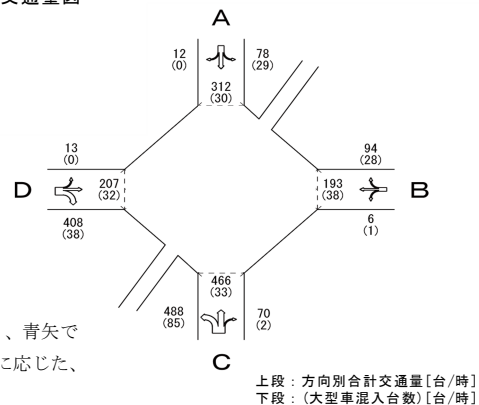 交通量図
A
12
(0)
78
(29)
312
(30)
13
(0)
94
(28)
D
207
(32)
193
(38)
B
408
(38)
6
(1)
466
(33)
488
(85)
70
(2)
、青矢で
に応じた、
C
上段：方向別合計交通量[台/時]
下段：(大型車混入台数)[台/時]